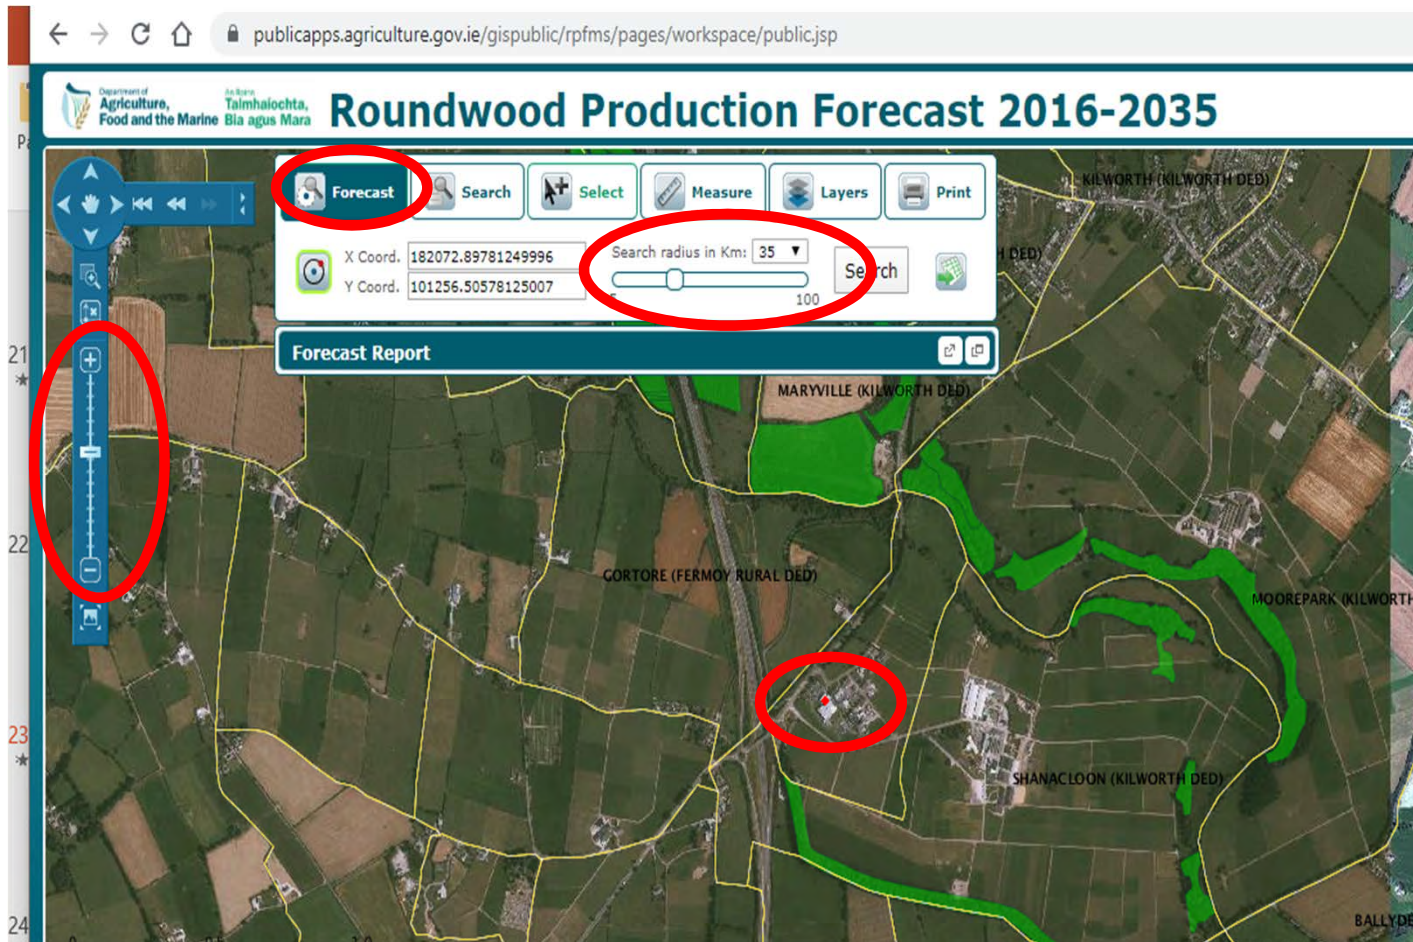 publicapps.agriculture.gov.ie/gispublic/rpfms/pages/workspace/public.jsp
Department of
Agriculture,
Food and the Marine
An Roinn
Talmhaíochta,
Bia agus Mara
Roundwood Production Forecast 2016-2035
Forecast
Search
Select
Measure
Layers
Print
X Coord. 182072.89781249996
Y Coord. 101256.50578125007
Search radius in Km: 35
100
Search
Forecast Report
KILWORTH (KILWORTH DED)
DED)
MARYVILLE (KILWORTH DED)
GORTORE (FERMOY RURAL DED)
MOOREPARK (KILWORTH
SHANACLOON (KILWORTH DED)
BALLYDE
21
22
23
24